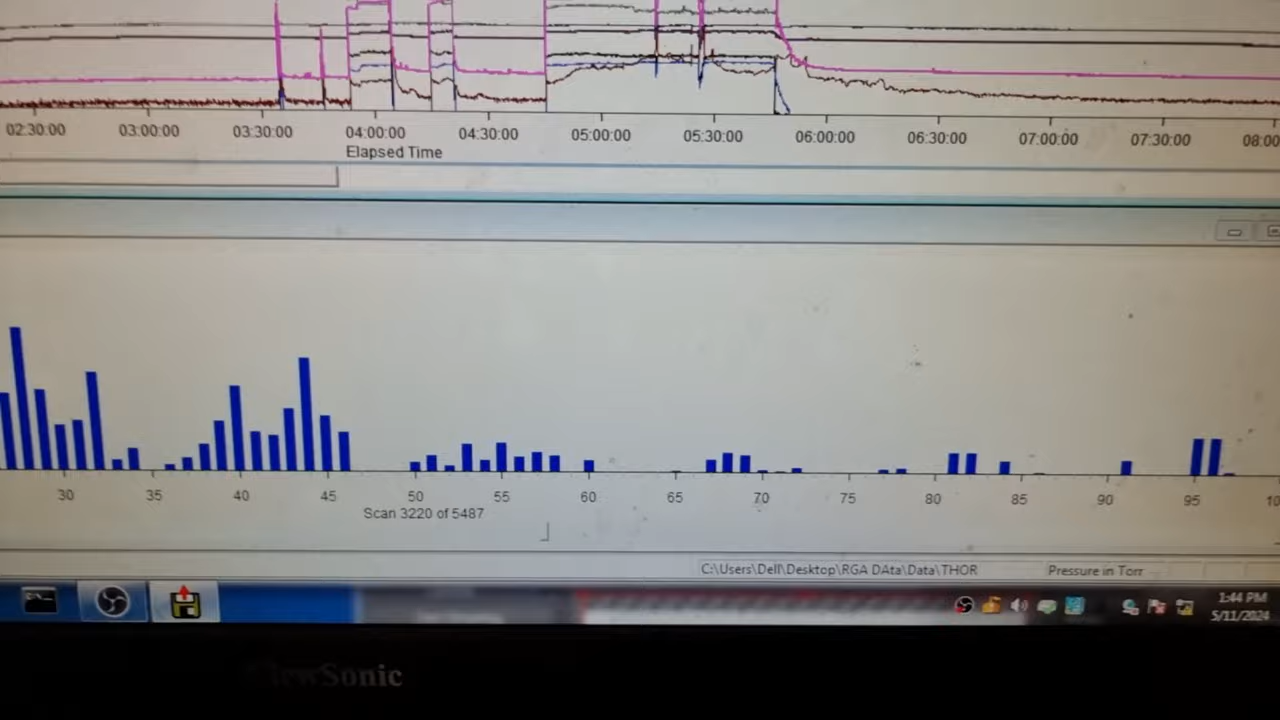 02:30:00 03:00:00 03:30:00 04:00:00 04:30:00 05:00:00 05:30:00 06:00:00 06:30:00 07:00:00 07:30:00 08:00
Elapsed Time
30 35 40 45 50 55 60 65 70 75 80 85 90 95 10
Scan 3220 of 5487
C:\Users\Dell\Desktop\RGA DAta\Data\THOR Pressure in Torr
1:44 PM
5/11/2024
ViewSonic